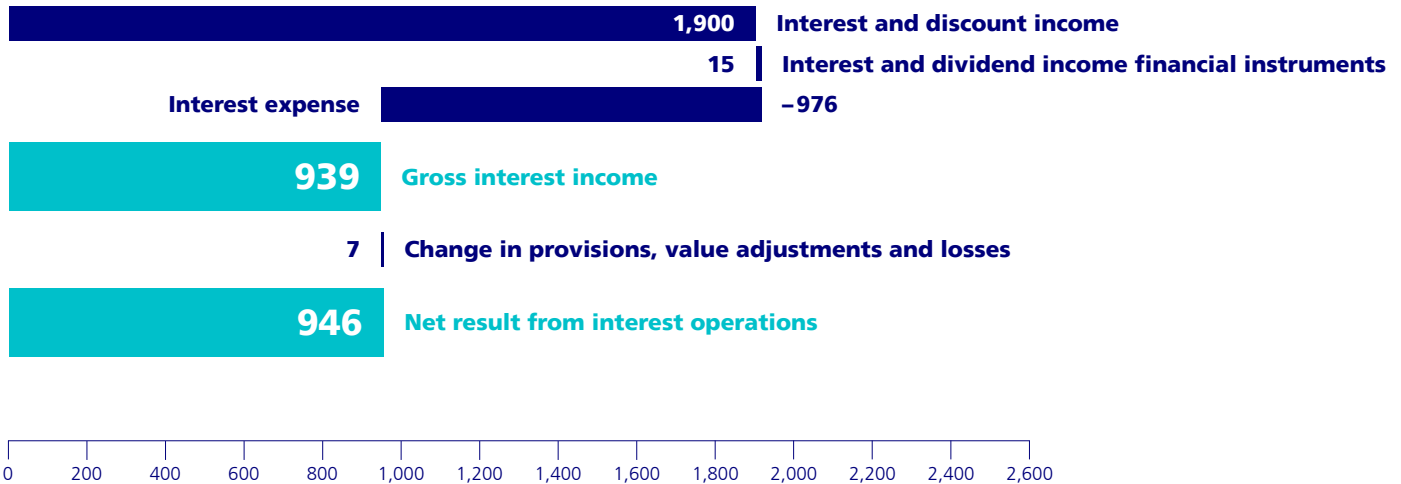 1,900 Interest and discount income
15 Interest and dividend income financial instruments
Interest expense –976
939 Gross interest income
7 Change in provisions, value adjustments and losses
946 Net result from interest operations
0 200 400 600 800 1,000 1,200 1,400 1,600 1,800 2,000 2,200 2,400 2,600